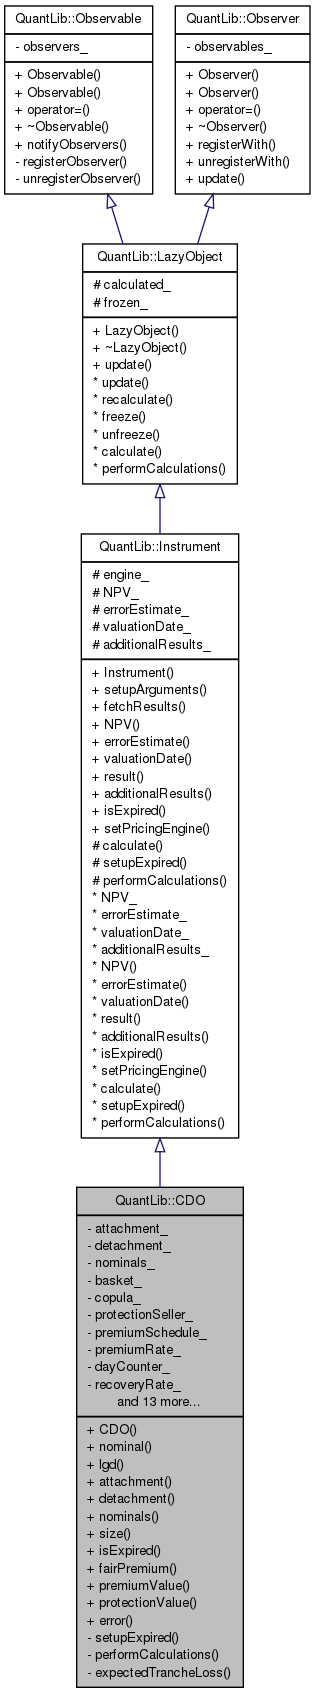 QuantLib::Observable
- observers_
+ Observable()
+ Observable()
+ operator=()
+ ~Observable()
+ notifyObservers()
- registerObserver()
- unregisterObserver()
QuantLib::Observer
- observables_
+ Observer()
+ Observer()
+ operator=()
+ ~Observer()
+ registerWith()
+ unregisterWith()
+ update()
QuantLib::LazyObject
# calculated_
# frozen_
+ LazyObject()
+ ~LazyObject()
+ update()
* update()
* recalculate()
* freeze()
* unfreeze()
* calculate()
* performCalculations()
QuantLib::Instrument
# engine_
# NPV_
# errorEstimate_
# valuationDate_
# additionalResults_
+ Instrument()
+ setupArguments()
+ fetchResults()
+ NPV()
+ errorEstimate()
+ valuationDate()
+ result()
+ additionalResults()
+ isExpired()
+ setPricingEngine()
# calculate()
# setupExpired()
# performCalculations()
* NPV_
* errorEstimate_
* valuationDate_
* additionalResults_
* NPV()
* errorEstimate()
* valuationDate()
* result()
* additionalResults()
* isExpired()
* setPricingEngine()
* calculate()
* setupExpired()
* performCalculations()
QuantLib::CDO
- attachment_
- detachment_
- nominals_
- basket_
- copula_
- protectionSeller_
- premiumSchedule_
- premiumRate_
- dayCounter_
- recoveryRate_
and 13 more...
+ CDO()
+ nominal()
+ lgd()
+ attachment()
+ detachment()
+ nominals()
+ size()
+ isExpired()
+ fairPremium()
+ premiumValue()
+ protectionValue()
+ error()
- setupExpired()
- performCalculations()
- expectedTrancheLoss()